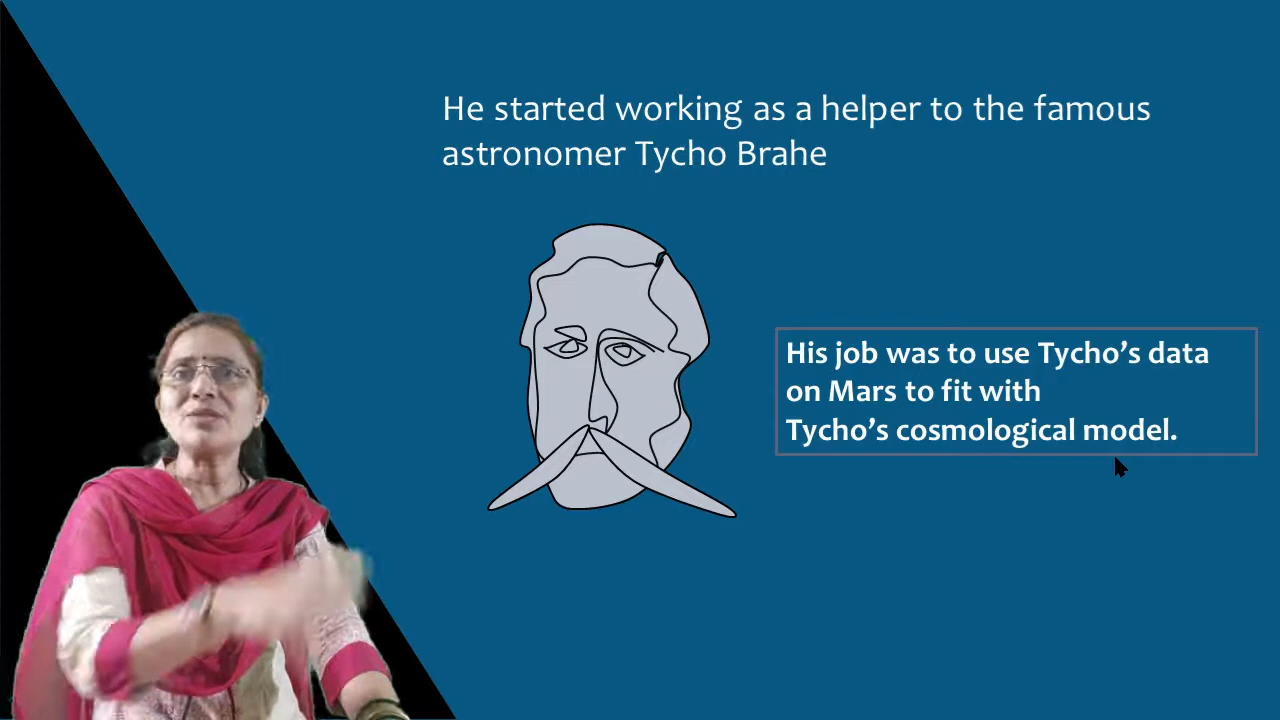 He started working as a helper to the famous
astronomer Tycho Brahe
His job was to use Tycho’s data
on Mars to fit with
Tycho’s cosmological model.